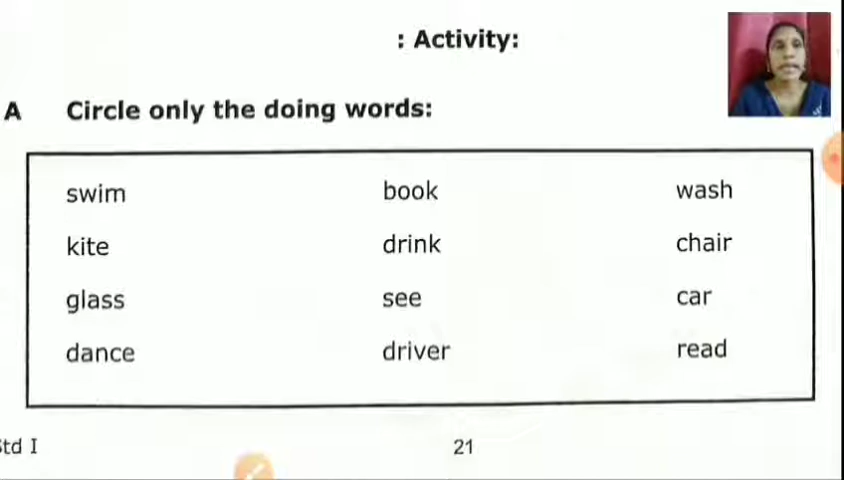 : Activity:
A Circle only the doing words:
swim book wash
kite drink chair
glass see car
dance driver read
Std I 21